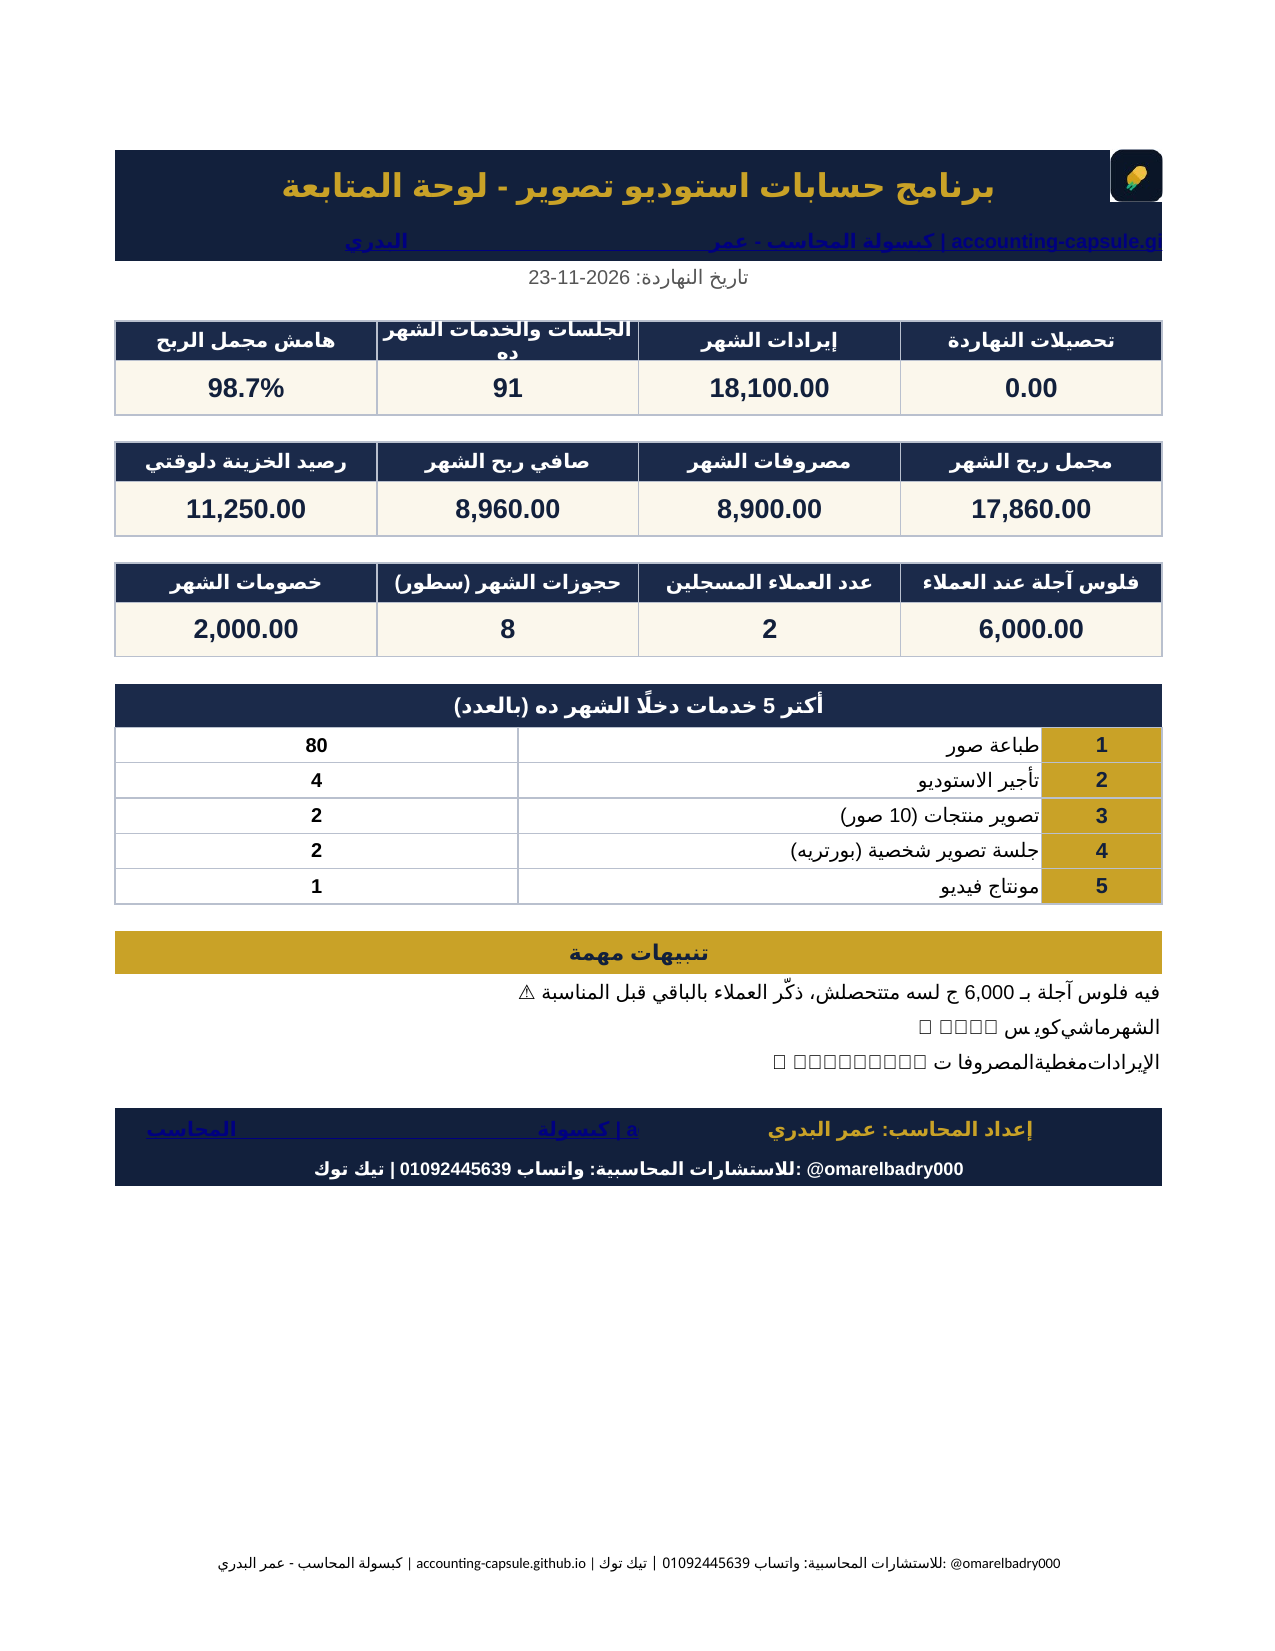 برنامج حسابات استوديو تصوير - لوحة المتابعة
كبسولة المحاسب - عمر البدري | accounting-capsule.gi
تاريخ النهاردة: 2026-11-23
تحصيلات النهاردة إيرادات الشهر الجلسات والخدمات الشهر ده هامش مجمل الربح
0.00 18,100.00 91 98.7%
مجمل ربح الشهر مصروفات الشهر صافي ربح الشهر رصيد الخزينة دلوقتي
17,860.00 8,900.00 8,960.00 11,250.00
فلوس آجلة عند العملاء عدد العملاء المسجلين حجوزات الشهر (سطور) خصومات الشهر
6,000.00 2 8 2,000.00
أكتر 5 خدمات دخلًا الشهر ده (بالعدد)
1 طباعة صور 80
2 تأجير الاستوديو 4
3 تصوير منتجات (10 صور) 2
4 جلسة تصوير شخصية (بورتريه) 2
5 مونتاج فيديو 1
تنبيهات مهمة
فيه فلوس آجلة بـ 6,000 ج لسه متتحصلش، ذكّر العملاء بالباقي قبل المناسبة ⚠
الشهرماشي كويس
الإيرادات مغطية المصروفات
إعداد المحاسب: عمر البدري كبسولة المحاسب | a
للاستشارات المحاسبية: واتساب 01092445639 | تيك توك: @omarelbadry000
كبسولة المحاسب - عمر البدري | accounting-capsule.github.io | للاستشارات المحاسبية: واتساب 01092445639 | تيك توك: @omarelbadry000